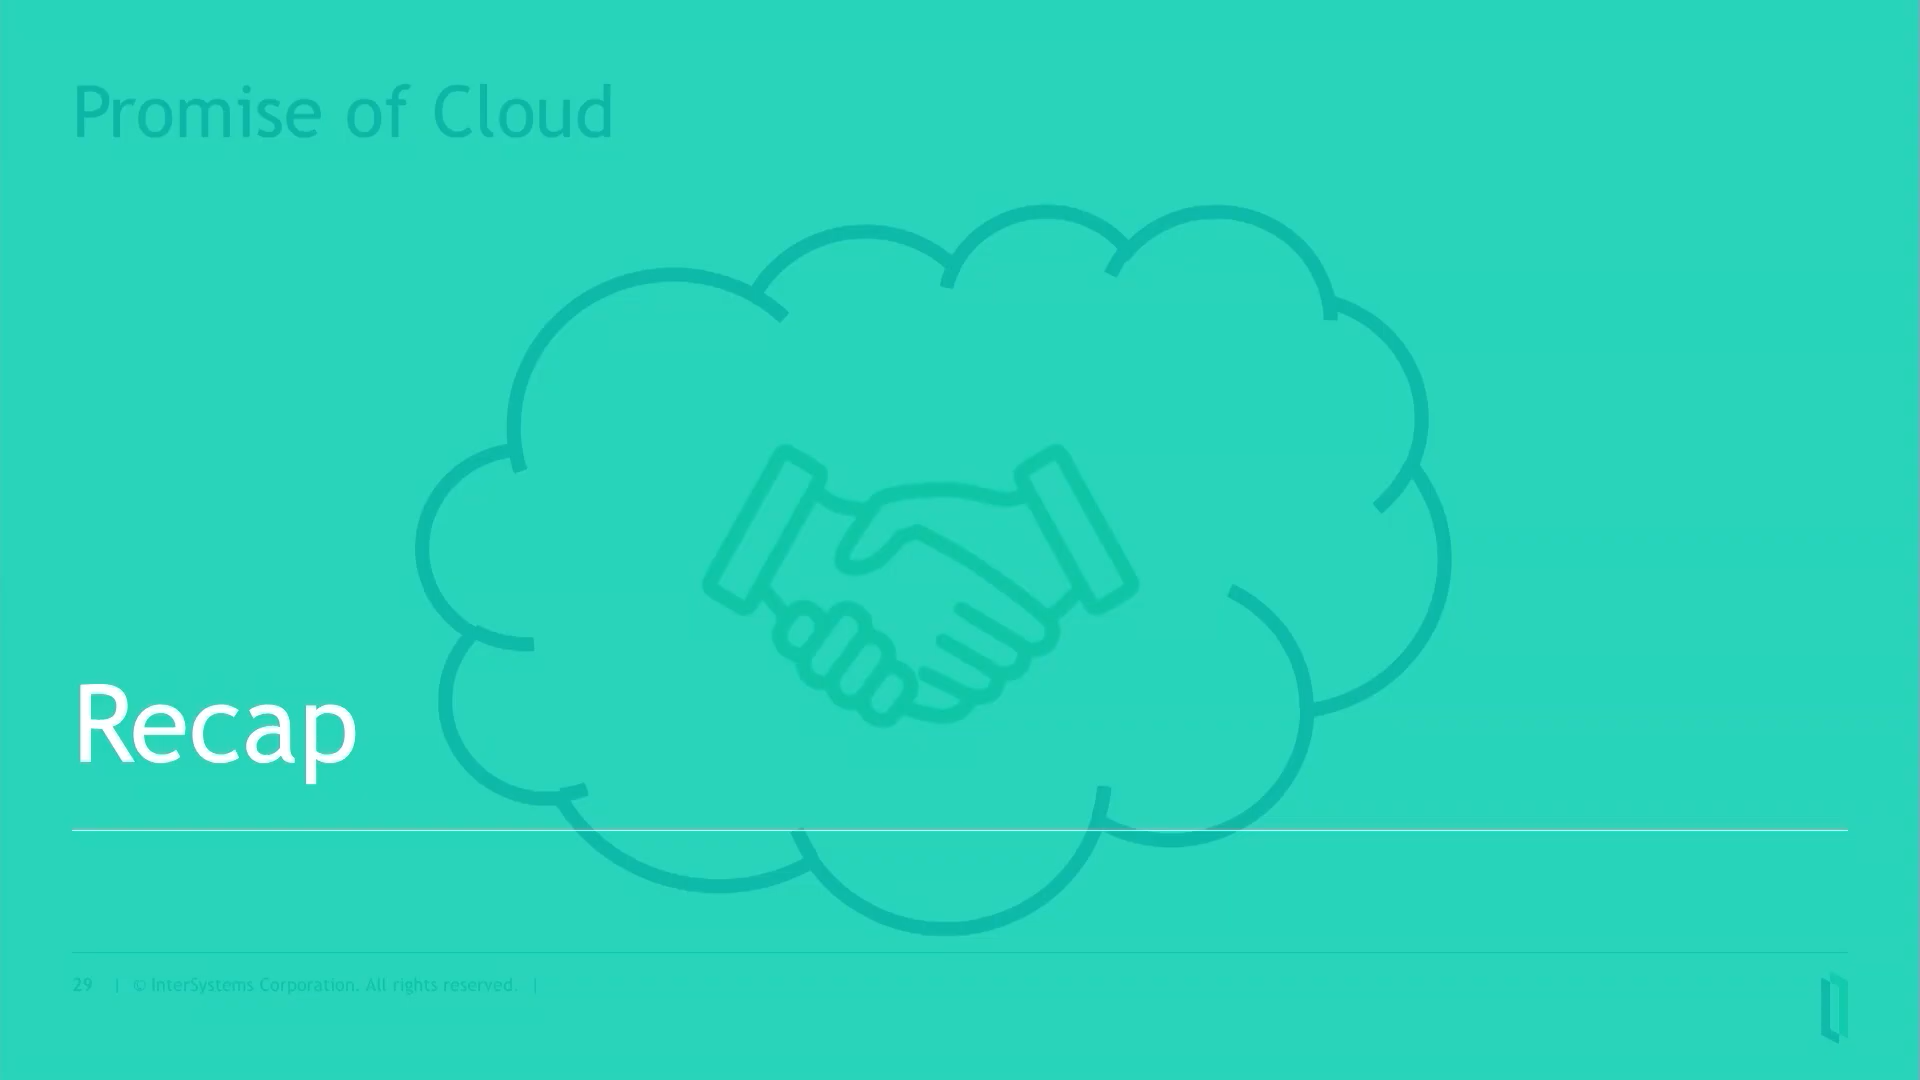 Promise of Cloud
Recap
29 | © InterSystems Corporation. All rights reserved. |